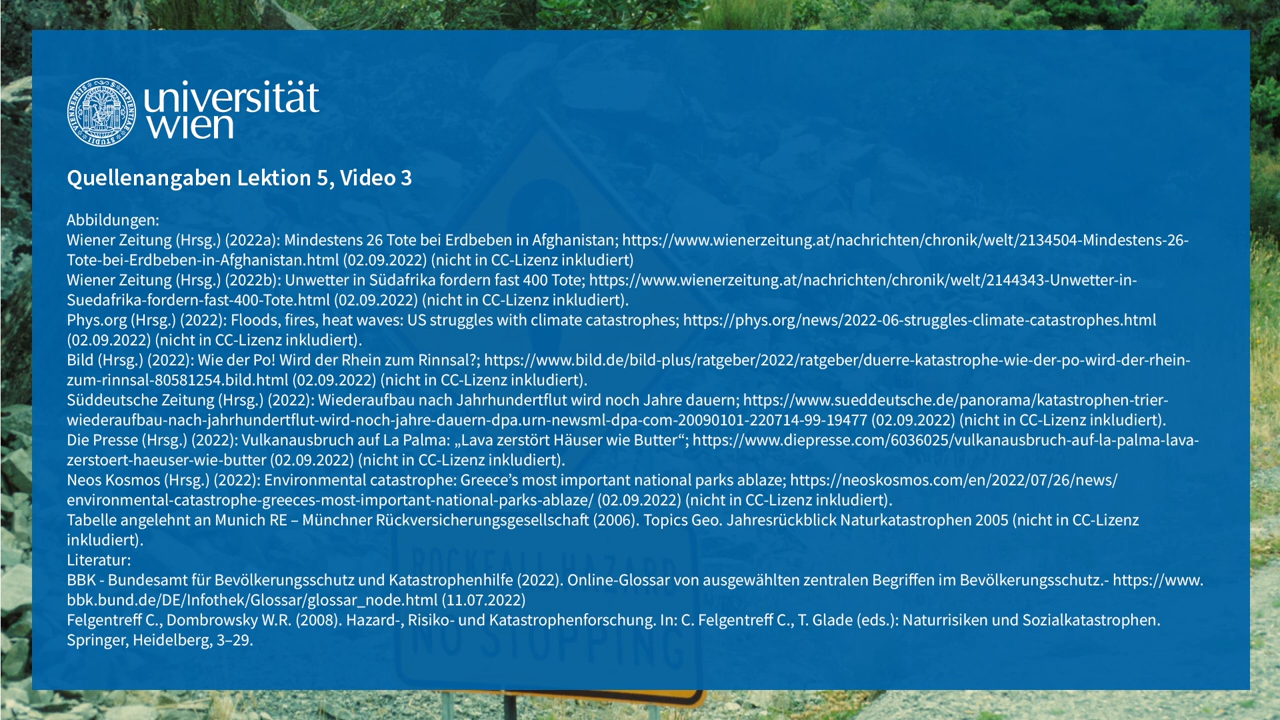 universität
wien
Quellenangaben Lektion 5, Video 3
Abbildungen:
Wiener Zeitung (Hrsg.) (2022a): Mindestens 26 Tote bei Erdbeben in Afghanistan; https://www.wienerzeitung.at/nachrichten/chronik/welt/2134504-Mindestens-26-
Tote-bei-Erdbeben-in-Afghanistan.html (02.09.2022) (nicht in CC-Lizenz inkludiert)
Wiener Zeitung (Hrsg.) (2022b): Unwetter in Südafrika fordern fast 400 Tote; https://www.wienerzeitung.at/nachrichten/chronik/welt/2144343-Unwetter-in-
Suedafrika-fordern-fast-400-Tote.html (02.09.2022) (nicht in CC-Lizenz inkludiert).
Phys.org (Hrsg.) (2022): Floods, fires, heat waves: US struggles with climate catastrophes; https://phys.org/news/2022-06-struggles-climate-catastrophes.html
(02.09.2022) (nicht in CC-Lizenz inkludiert).
Bild (Hrsg.) (2022): Wie der Po! Wird der Rhein zum Rinnsal?; https://www.bild.de/bild-plus/ratgeber/2022/ratgeber/duerre-katastrophe-wie-der-po-wird-der-rhein-
zum-rinnsal-80581254.bild.html (02.09.2022) (nicht in CC-Lizenz inkludiert).
Süddeutsche Zeitung (Hrsg.) (2022): Wiederaufbau nach Jahrhundertflut wird noch Jahre dauern; https://www.sueddeutsche.de/panorama/katastrophen-trier-
wiederaufbau-nach-jahrhundertflut-wird-noch-jahre-dauern-dpa.urn-newsml-dpa-com-20090101-220714-99-19477 (02.09.2022) (nicht in CC-Lizenz inkludiert).
Die Presse (Hrsg.) (2022): Vulkanausbruch auf La Palma: „Lava zerstört Häuser wie Butter“; https://www.diepresse.com/6036025/vulkanausbruch-auf-la-palma-lava-
zerstoert-haeuser-wie-butter (02.09.2022) (nicht in CC-Lizenz inkludiert).
Neos Kosmos (Hrsg.) (2022): Environmental catastrophe: Greece’s most important national parks ablaze; https://neoskosmos.com/en/2022/07/26/news/
environmental-catastrophe-greeces-most-important-national-parks-ablaze/ (02.09.2022) (nicht in CC-Lizenz inkludiert).
Tabelle angelehnt an Munich RE – Münchner Rückversicherungsgesellschaft (2006). Topics Geo. Jahresrückblick Naturkatastrophen 2005 (nicht in CC-Lizenz
inkludiert).
Literatur:
BBK - Bundesamt für Bevölkerungsschutz und Katastrophenhilfe (2022). Online-Glossar von ausgewählten zentralen Begriffen im Bevölkerungsschutz.- https://www.
bbk.bund.de/DE/Infothek/Glossar/glossar_node.html (11.07.2022)
Felgentreff C., Dombrowsky W.R. (2008). Hazard-, Risiko- und Katastrophenforschung. In: C. Felgentreff C., T. Glade (eds.): Naturrisiken und Sozialkatastrophen.
Springer, Heidelberg, 3–29.
ROCKFALL HAZARD
NO STOPPING